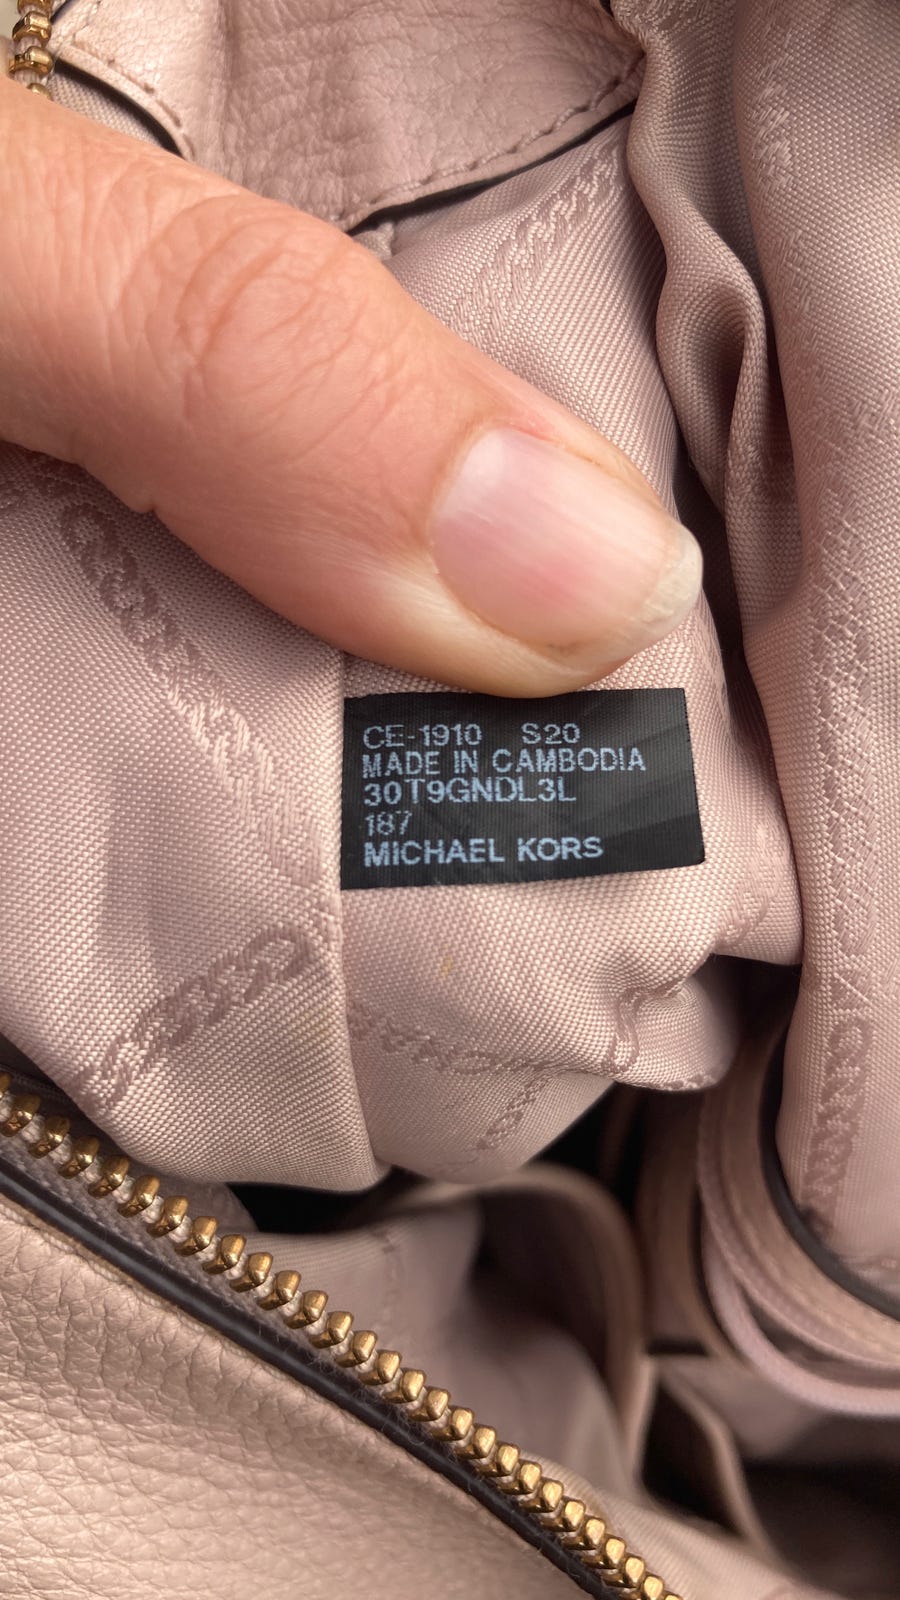 CE-1910 S20
MADE IN CAMBODIA
30T9GNDL3L
187
MICHAEL KORS